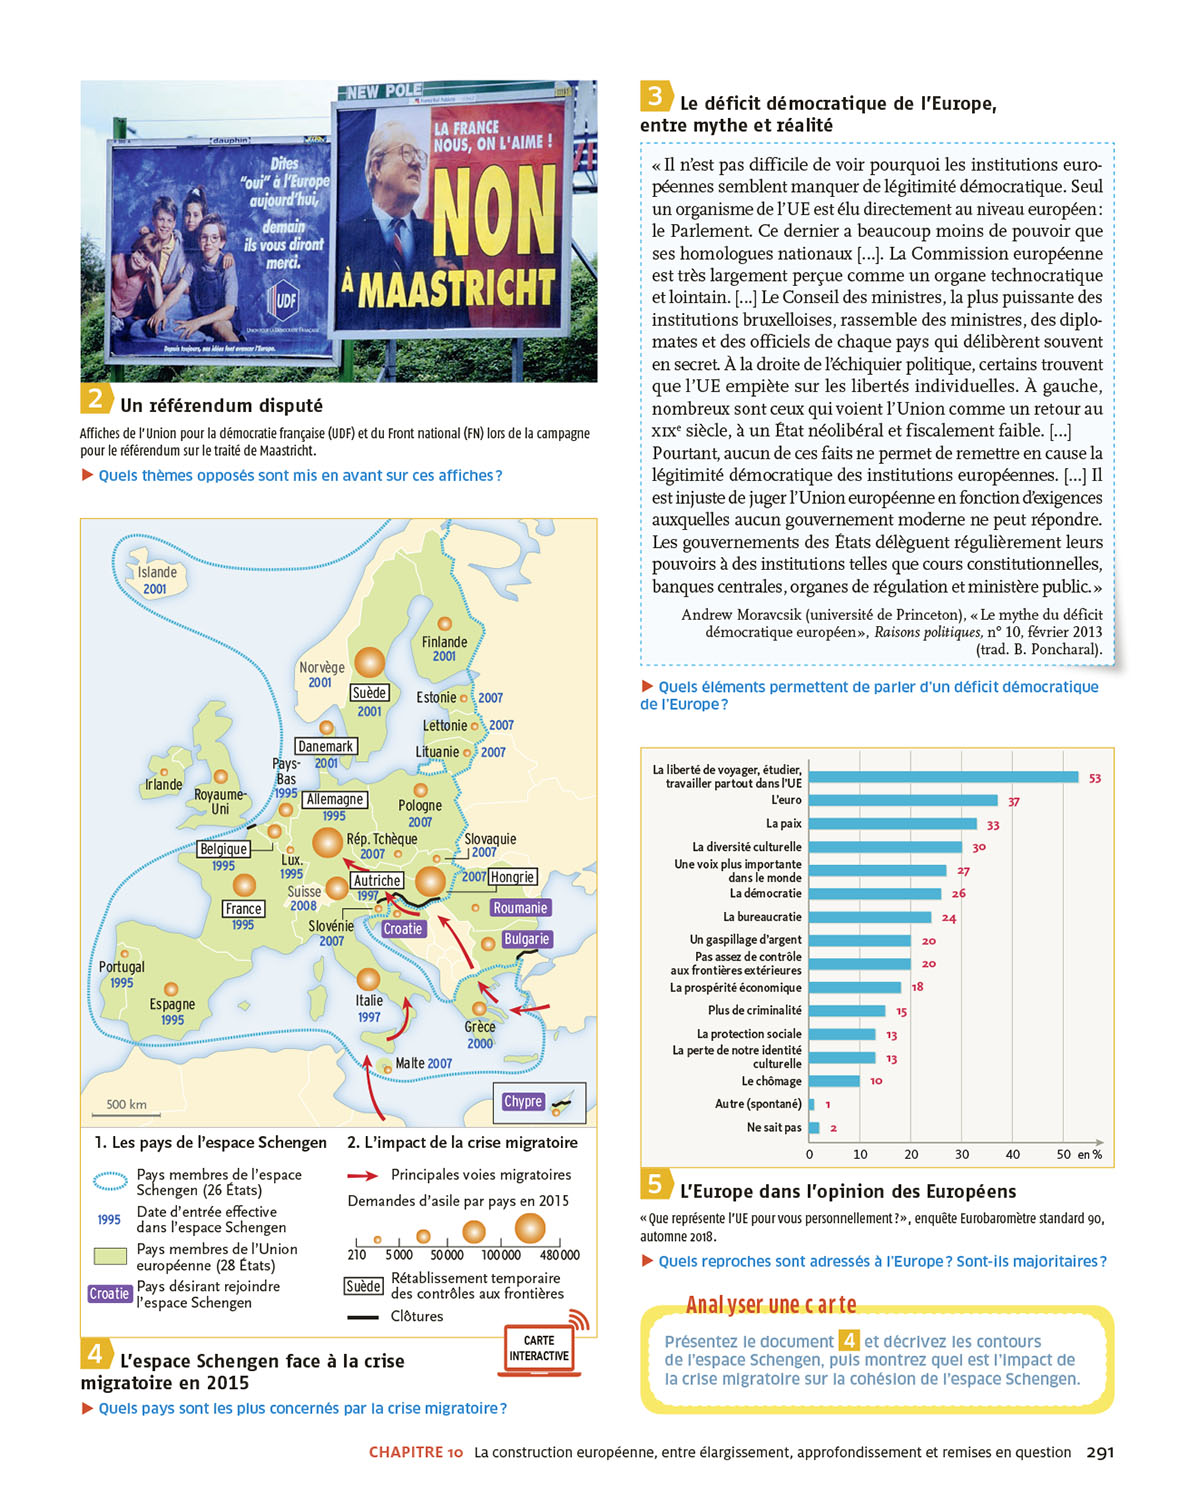 [dauphin]
Dites
"oui" à l'Europe
aujourd'hui,
demain
ils vous diront
merci.
UDF
UNION POUR LA DÉMOCRATIE FRANÇAISE
Depuis toujours, nos idées font avancer l'Europe.
NEW POLE
LA FRANCE
NOUS, ON L'AIME !
NON
À MAASTRICHT
2 Un référendum disputé
Affiches de l'Union pour la démocratie française (UDF) et du Front national (FN) lors de la campagne
pour le référendum sur le traité de Maastricht.
▶ Quels thèmes opposés sont mis en avant sur ces affiches ?
Islande
2001
Finlande
2001
Norvège
2001
Suède
2001
Estonie 2007
Lettonie 2007
Lituanie 2007
Danemark
2001
Pays-
Bas
1995
Irlande
Royaume-
Uni
Allemagne
1995
Pologne
2007
Belgique
1995
Lux.
1995
Rép. Tchèque
2007
Slovaquie
2007
Suisse
2008
Autriche
1997
2007 Hongrie
France
1995
Slovénie
2007
Croatie
Roumanie
Bulgarie
Portugal
1995
Espagne
1995
Italie
1997
Grèce
2000
Malte 2007
Chypre
500 km
1. Les pays de l'espace Schengen
Pays membres de l'espace
Schengen (26 États)
1995 Date d'entrée effective
dans l'espace Schengen
Pays membres de l'Union
européenne (28 États)
Croatie Pays désirant rejoindre
l'espace Schengen
2. L'impact de la crise migratoire
Principales voies migratoires
Demandes d'asile par pays en 2015
210 5 000 50 000 100 000 480 000
Suède Rétablissement temporaire
des contrôles aux frontières
Clôtures
CARTE
INTERACTIVE
4 L'espace Schengen face à la crise
migratoire en 2015
▶ Quels pays sont les plus concernés par la crise migratoire ?
3 Le déficit démocratique de l'Europe,
entre mythe et réalité
« Il n'est pas difficile de voir pourquoi les institutions euro-
péennes semblent manquer de légitimité démocratique. Seul
un organisme de l'UE est élu directement au niveau européen :
le Parlement. Ce dernier a beaucoup moins de pouvoir que
ses homologues nationaux [...]. La Commission européenne
est très largement perçue comme un organe technocratique
et lointain. [...] Le Conseil des ministres, la plus puissante des
institutions bruxelloises, rassemble des ministres, des diplo-
mates et des officiels de chaque pays qui délibèrent souvent
en secret. À la droite de l'échiquier politique, certains trouvent
que l'UE empiète sur les libertés individuelles. À gauche,
nombreux sont ceux qui voient l'Union comme un retour au
XIXe siècle, à un État néolibéral et fiscalement faible. [...]
Pourtant, aucun de ces faits ne permet de remettre en cause la
légitimité démocratique des institutions européennes. [...] Il
est injuste de juger l'Union européenne en fonction d'exigences
auxquelles aucun gouvernement moderne ne peut répondre.
Les gouvernements des États délèguent régulièrement leurs
pouvoirs à des institutions telles que cours constitutionnelles,
banques centrales, organes de régulation et ministère public. »
Andrew Moravcsik (université de Princeton), « Le mythe du déficit
démocratique européen », Raisons politiques, n° 10, février 2013
(trad. B. Poncharal).
▶ Quels éléments permettent de parler d'un déficit démocratique
de l'Europe ?
La liberté de voyager, étudier,
travailler partout dans l'UE 53
L'euro 37
La paix 33
La diversité culturelle 30
Une voix plus importante
dans le monde 27
La démocratie 26
La bureaucratie 24
Un gaspillage d'argent 20
Pas assez de contrôle
aux frontières extérieures 20
La prospérité économique 18
Plus de criminalité 15
La protection sociale 13
La perte de notre identité
culturelle 13
Le chômage 10
Autre (spontané) 1
Ne sait pas 2
0 10 20 30 40 50 en %
5 L'Europe dans l'opinion des Européens
« Que représente l'UE pour vous personnellement ? », enquête Eurobaromètre standard 90,
automne 2018.
▶ Quels reproches sont adressés à l'Europe ? Sont-ils majoritaires ?
Analyser une carte
Présentez le document 4 et décrivez les contours
de l'espace Schengen, puis montrez quel est l'impact de
la crise migratoire sur la cohésion de l'espace Schengen.
CHAPITRE 10 La construction européenne, entre élargissement, approfondissement et remises en question 291